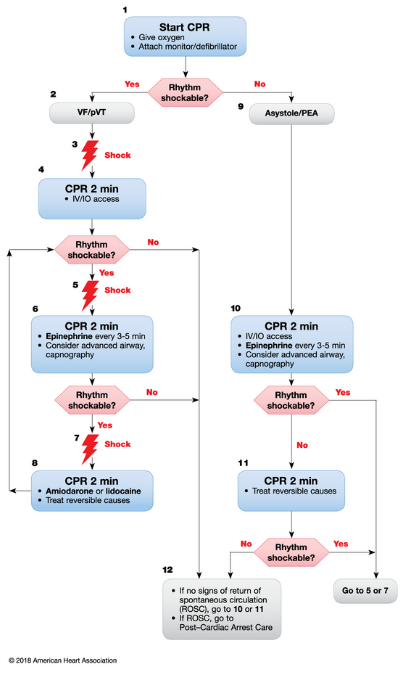 1
Start CPR
• Give oxygen
• Attach monitor/defibrillator
Rhythm
shockable?
Yes
No
2
VF/pVT
9
Asystole/PEA
3
Shock
4
CPR 2 min
• IV/IO access
Rhythm
shockable?
No
Yes
5
Shock
6
CPR 2 min
• Epinephrine every 3-5 min
• Consider advanced airway,
capnography
Rhythm
shockable?
No
Yes
7
Shock
8
CPR 2 min
• Amiodarone or lidocaine
• Treat reversible causes
10
CPR 2 min
• IV/IO access
• Epinephrine every 3-5 min
• Consider advanced airway,
capnography
Rhythm
shockable?
Yes
No
11
CPR 2 min
• Treat reversible causes
Rhythm
shockable?
No
Yes
12
• If no signs of return of
spontaneous circulation
(ROSC), go to 10 or 11
• If ROSC, go to
Post–Cardiac Arrest Care
Go to 5 or 7
© 2018 American Heart Association